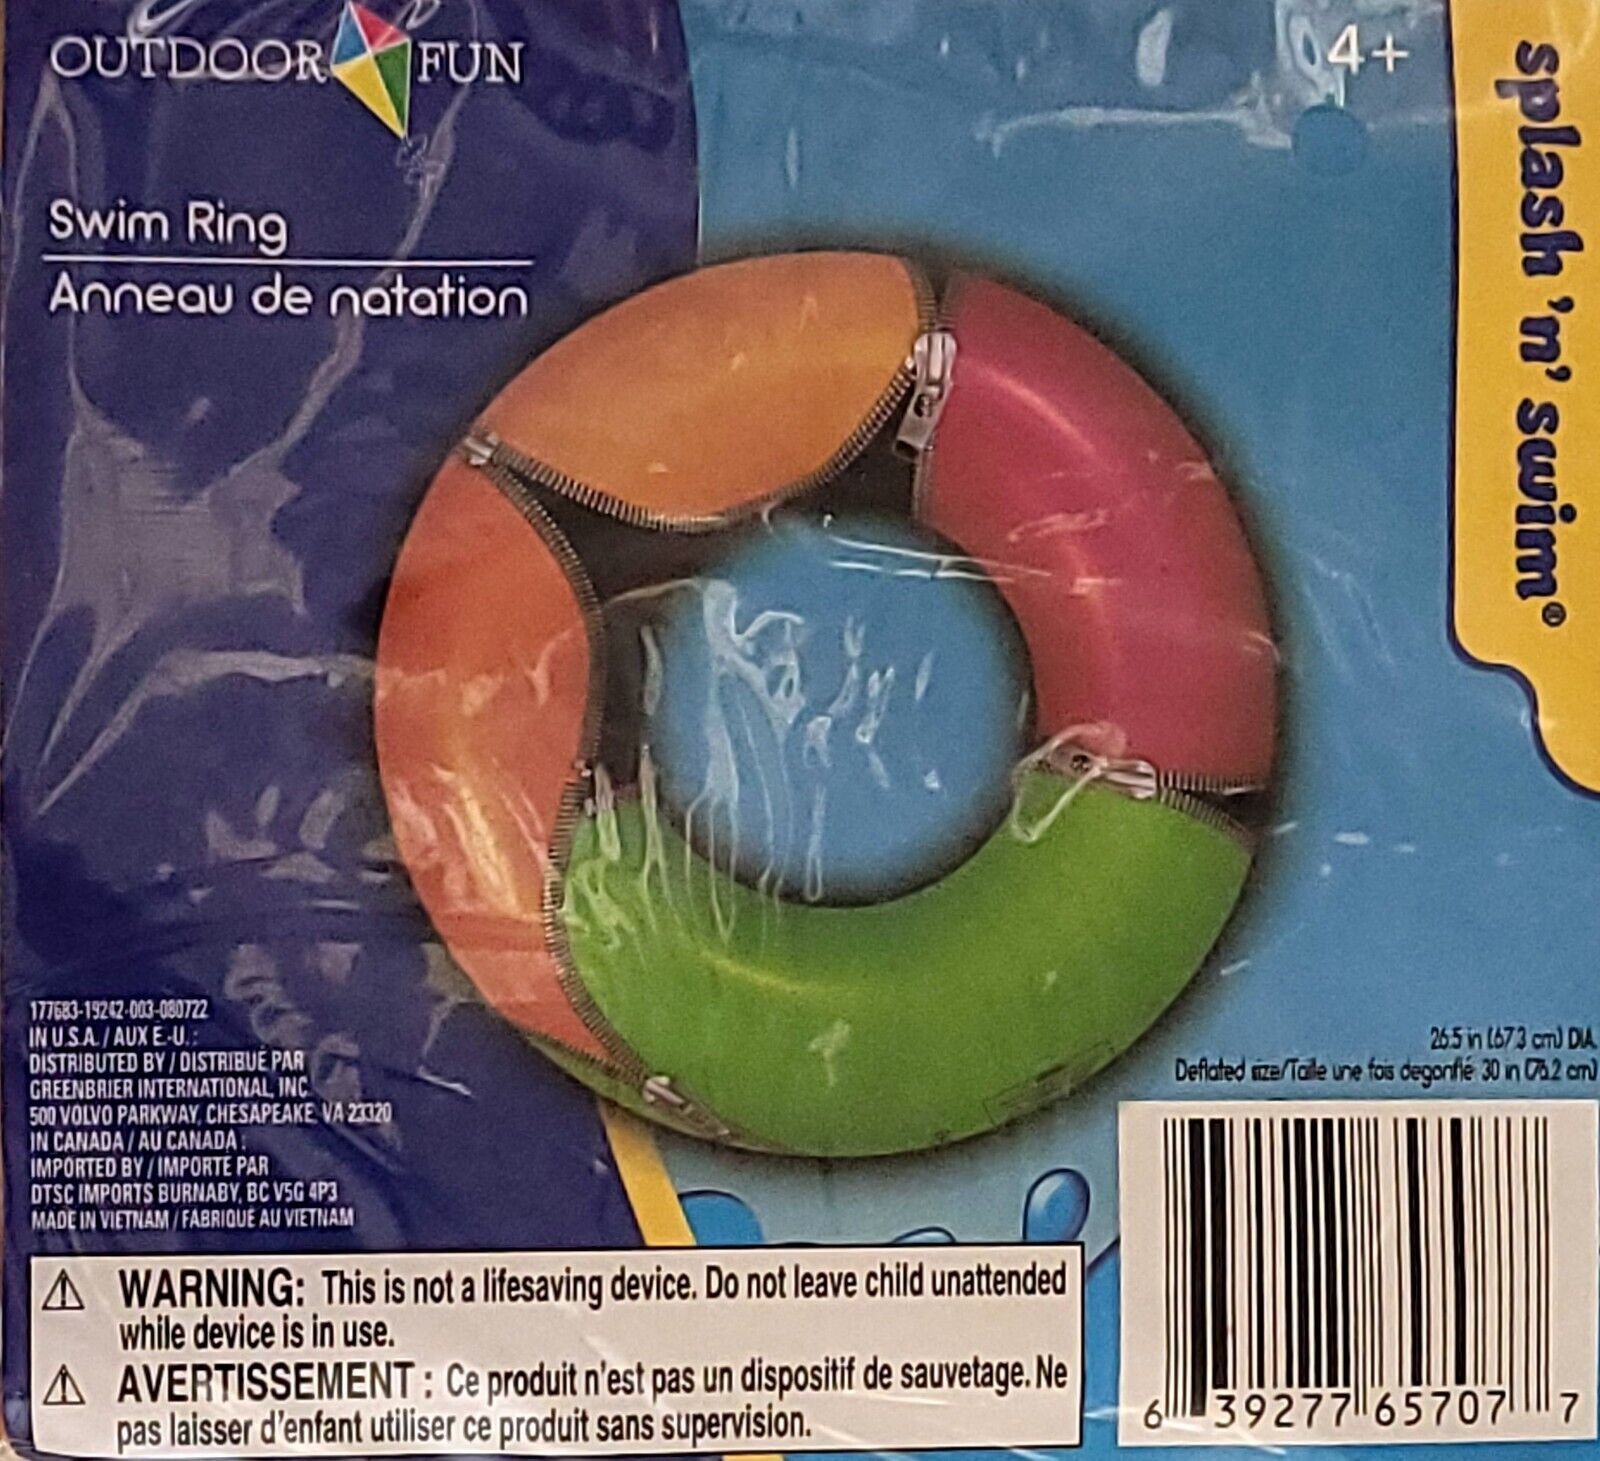 OUTDOOR FUN
4+
splash 'n' swim®
Swim Ring
Anneau de natation
177683-19242-003-080722
IN U.S.A. / AUX E.-U. :
DISTRIBUTED BY / DISTRIBUÉ PAR
GREENBRIER INTERNATIONAL, INC.
500 VOLVO PARKWAY, CHESAPEAKE, VA 23320
IN CANADA / AU CANADA :
IMPORTED BY / IMPORTÉ PAR
DTSC IMPORTS BURNABY, BC V5G 4P3
MADE IN VIETNAM / FABRIQUÉ AU VIETNAM
26.5 in (67.3 cm) DIA.
Deflated size/Taille une fois degonflé 30 in (76.2 cm)
⚠ WARNING: This is not a lifesaving device. Do not leave child unattended
while device is in use.
⚠ AVERTISSEMENT : Ce produit n'est pas un dispositif de sauvetage. Ne
pas laisser d'enfant utiliser ce produit sans supervision.
6 39277 65707 7